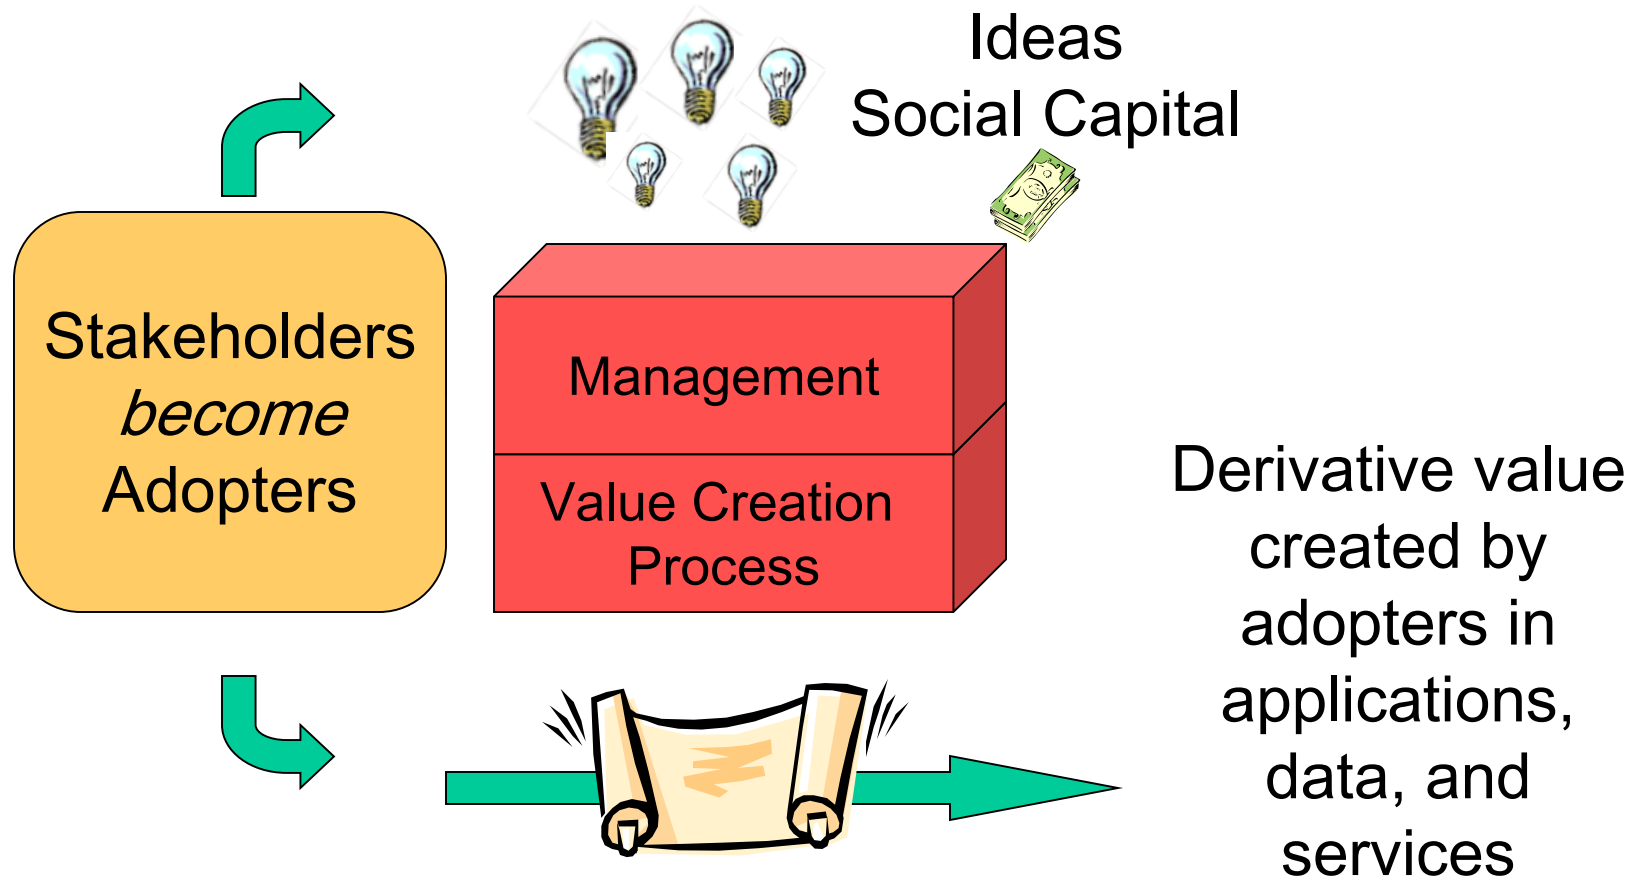 Ideas
Social Capital
Stakeholders
become
Adopters
Management
Value Creation
Process
Derivative value
created by
adopters in
applications,
data, and
services